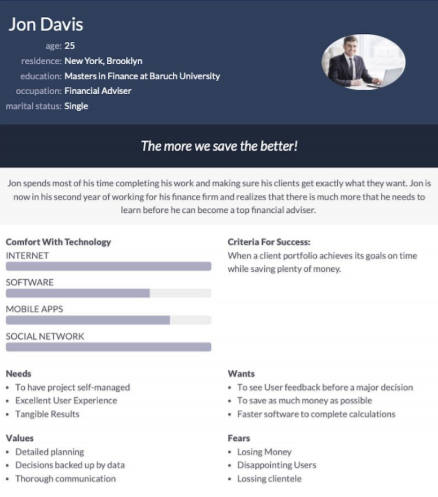 Jon Davis
age: 25
residence: New York, Brooklyn
education: Masters in Finance at Baruch University
occupation: Financial Adviser
marital status: Single
The more we save the better!
Jon spends most of his time completing his work and making sure his clients get exactly what they want. Jon is
now in his second year of working for his finance firm and realizes that there is much more that he needs to
learn before he can become a top financial adviser.
Comfort With Technology
INTERNET
SOFTWARE
MOBILE APPS
SOCIAL NETWORK
Criteria For Success:
When a client portfolio achieves its goals on time
while saving plenty of money.
Needs
• To have project self-managed
• Excellent User Experience
• Tangible Results
Wants
• To see User feedback before a major decision
• To save as much money as possible
• Faster software to complete calculations
Values
• Detailed planning
• Decisions backed up by data
• Thorough communication
Fears
• Losing Money
• Disappointing Users
• Lossing clientele